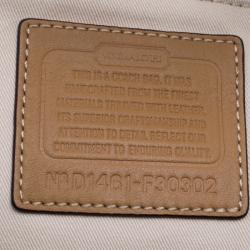 THIS IS A COACH BAG. IT WAS
HANDCRAFTED FROM THE FINEST
MATERIALS TRIMMED WITH LEATHER.
ITS SUPERIOR CRAFTSMANSHIP AND
ATTENTION TO DETAIL REFLECT OUR
COMMITMENT TO ENDURING QUALITY.
Nº D1461-F30302